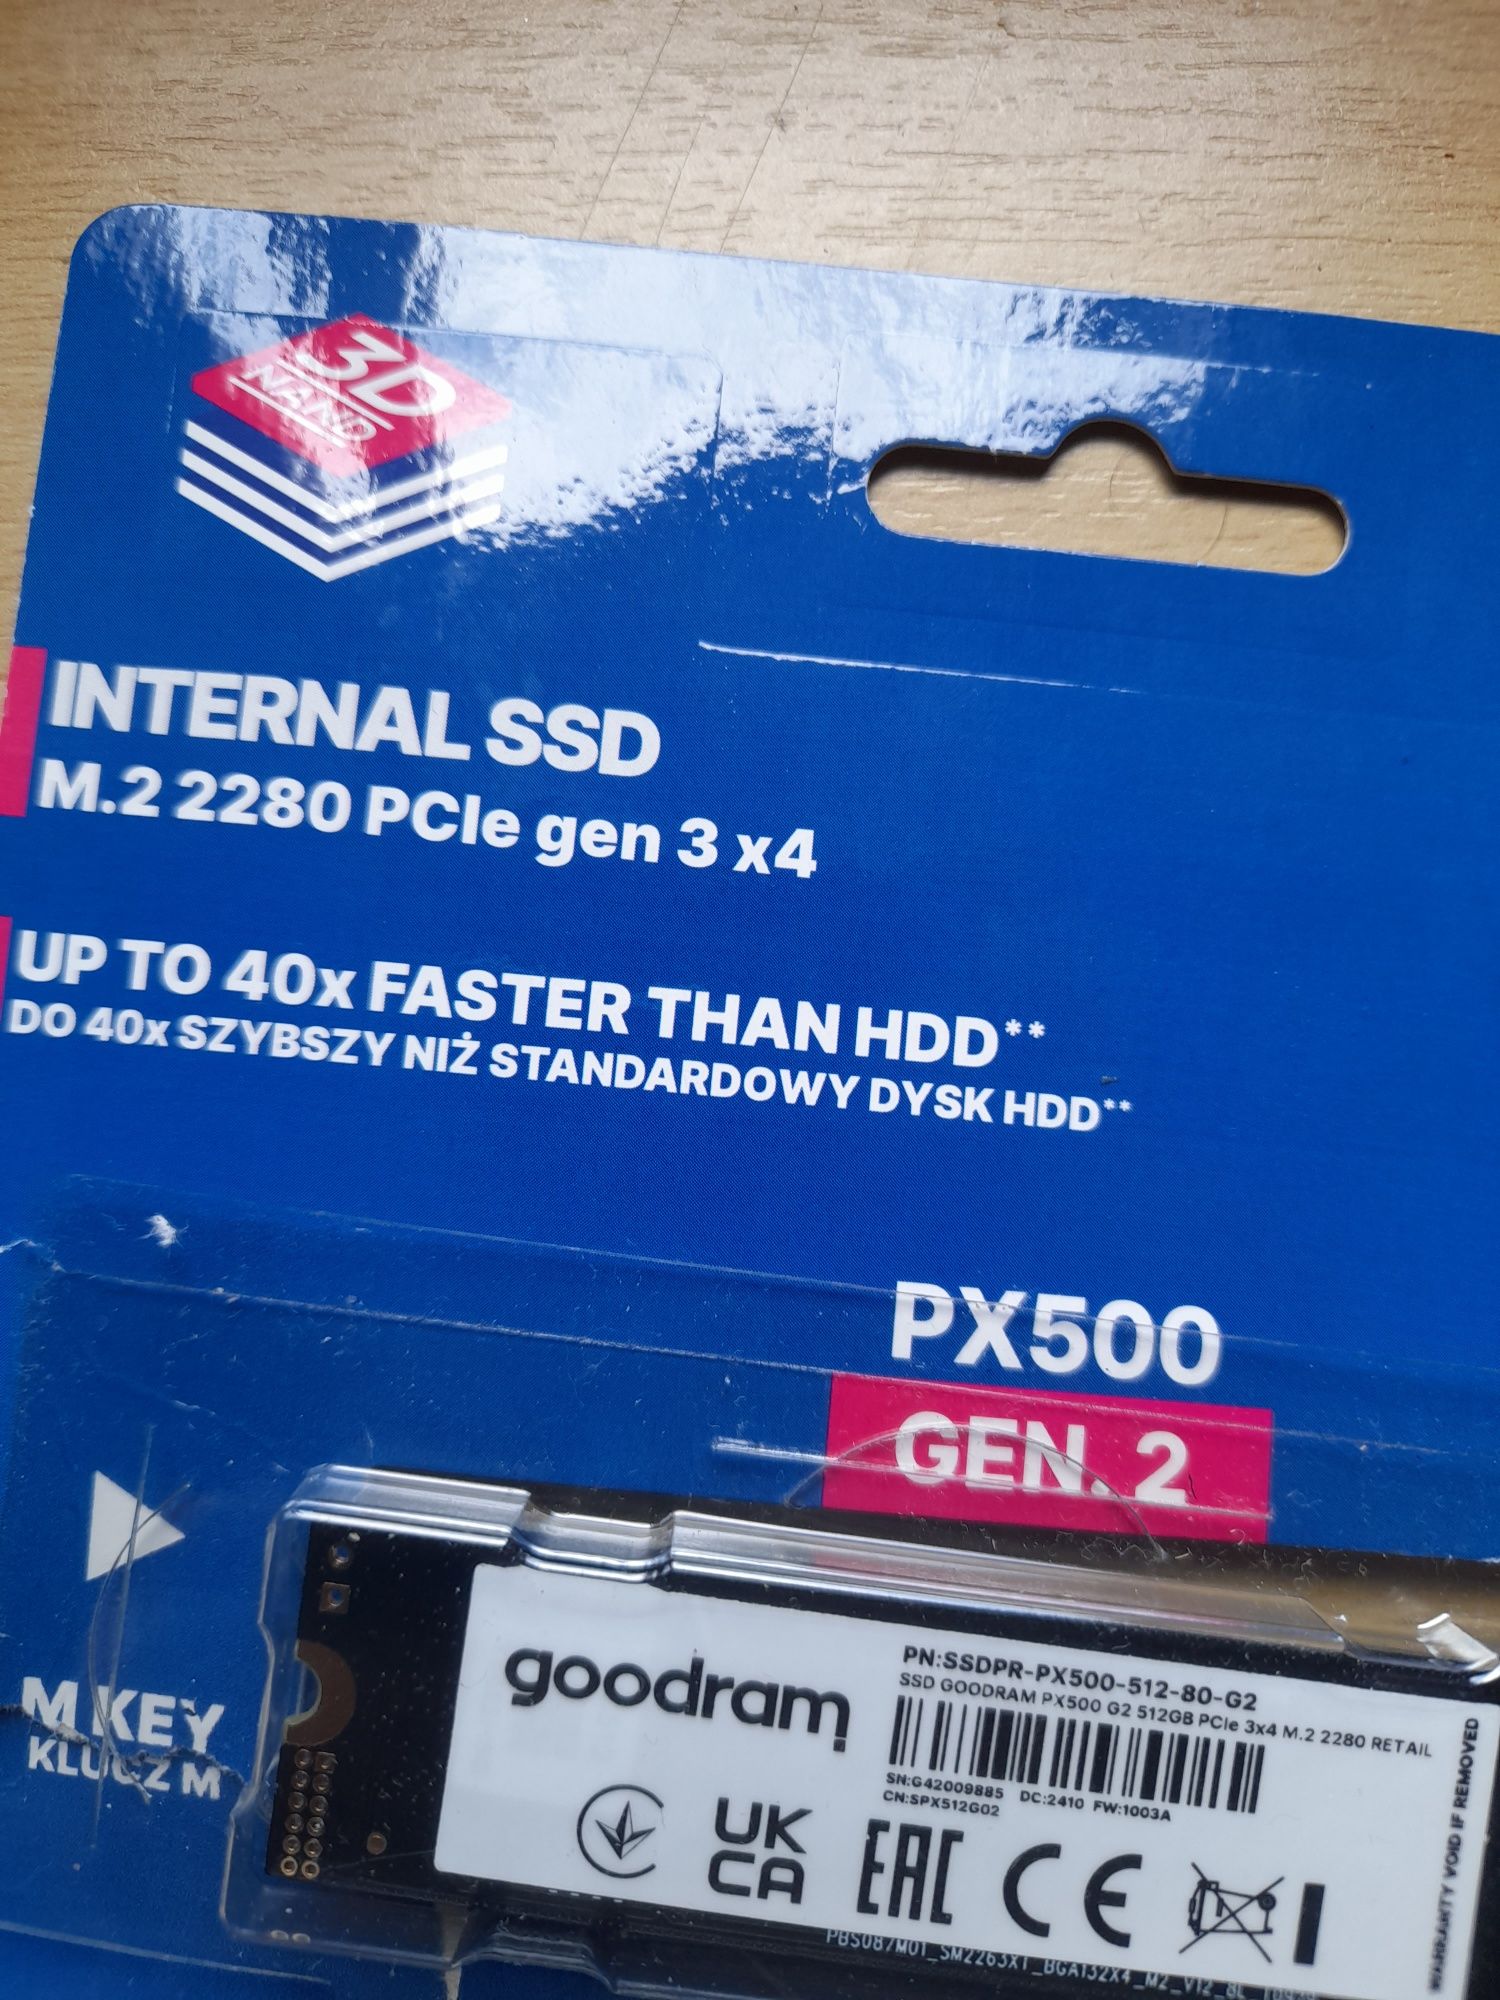 3D
NAND
INTERNAL SSD
M.2 2280 PCIe gen 3 x4
UP TO 40x FASTER THAN HDD**
DO 40x SZYBSZY NIŻ STANDARDOWY DYSK HDD**
PX500
GEN. 2
M KEY
KLUCZ M
goodram
PN:SSDPR-PX500-512-80-G2
SSD GOODRAM PX500 G2 512GB PCIe 3x4 M.2 2280 RETAIL
SN:G42009885 DC:2410 FW:1003A
CN:SPX512G02
UK
CA
EAC
CE
WARRANTY VOID IF REMOVED
PBS087M01_SM2263XT_BGA132X4_M2_V12_8L